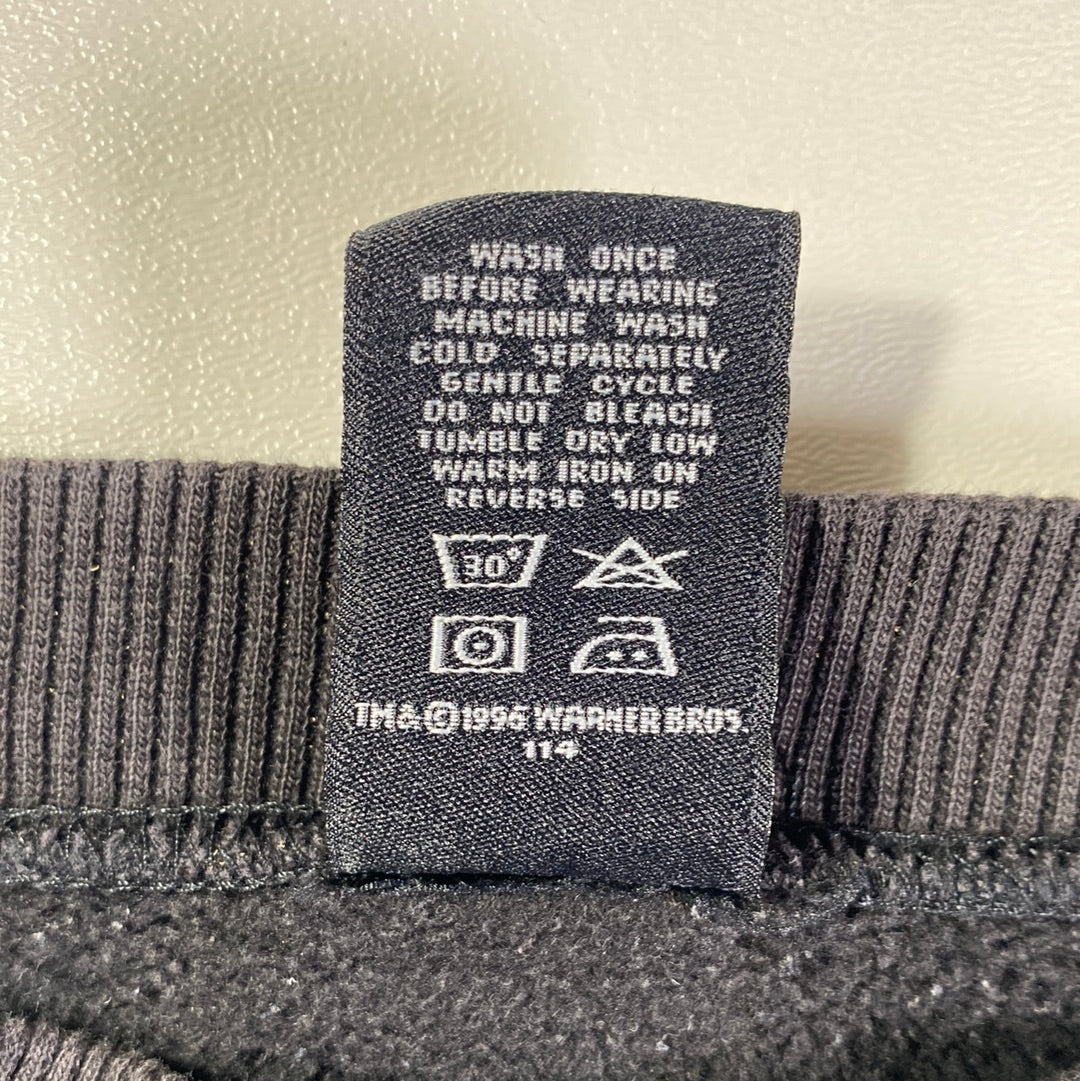 WASH ONCE
BEFORE WEARING
MACHINE WASH
COLD SEPARATELY
GENTLE CYCLE
DO NOT BLEACH
TUMBLE DRY LOW
WARM IRON ON
REVERSE SIDE
30°
TM&©1996 WARNER BROS.
114